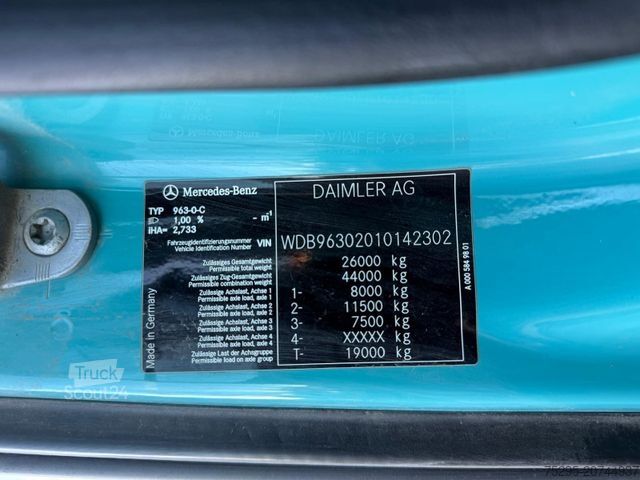 Mercedes-Benz
DAIMLER AG
TYP 963-0-C
1,00 % - m⁻¹
iHA= 2,733
Fahrzeugidentifizierungsnummer
Vehicle Identification Number VIN WDB96302010142302
Zulässiges Gesamtgewicht
Permissible total weight 26000 kg
Zulässiges Zug-Gesamtgewicht
Permissible combination weight 44000 kg
Zulässige Achslast, Achse 1
Permissible axle load, axle 1 1- 8000 kg
Zulässige Achslast, Achse 2
Permissible axle load, axle 2 2- 11500 kg
Zulässige Achslast, Achse 3
Permissible axle load, axle 3 3- 7500 kg
Zulässige Achslast, Achse 4
Permissible axle load, axle 4 4- XXXXX kg
Zulässige Last der Achsgruppe
Permissible load on axle group T- 19000 kg
Made in Germany
A 000 584 98 01
Truck
Scout24
75295-20744937